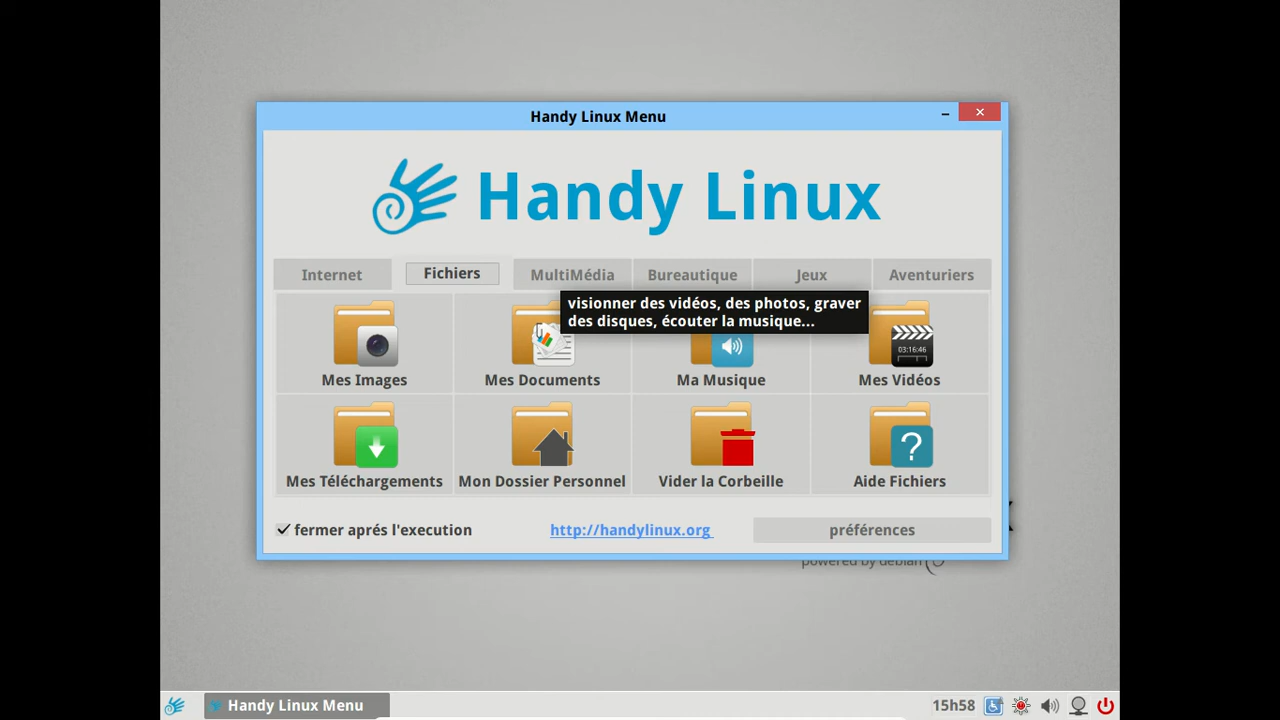 Handy Linux Menu
Handy Linux
Internet
Fichiers
MultiMédia
Bureautique
Jeux
Aventuriers
visionner des vidéos, des photos, graver
des disques, écouter la musique...
03:16:46
Mes Images
Mes Documents
Ma Musique
Mes Vidéos
?
Mes Téléchargements
Mon Dossier Personnel
Vider la Corbeille
Aide Fichiers
fermer aprés l'execution
http://handylinux.org
préférences
powered by debian
Handy Linux Menu
15h58